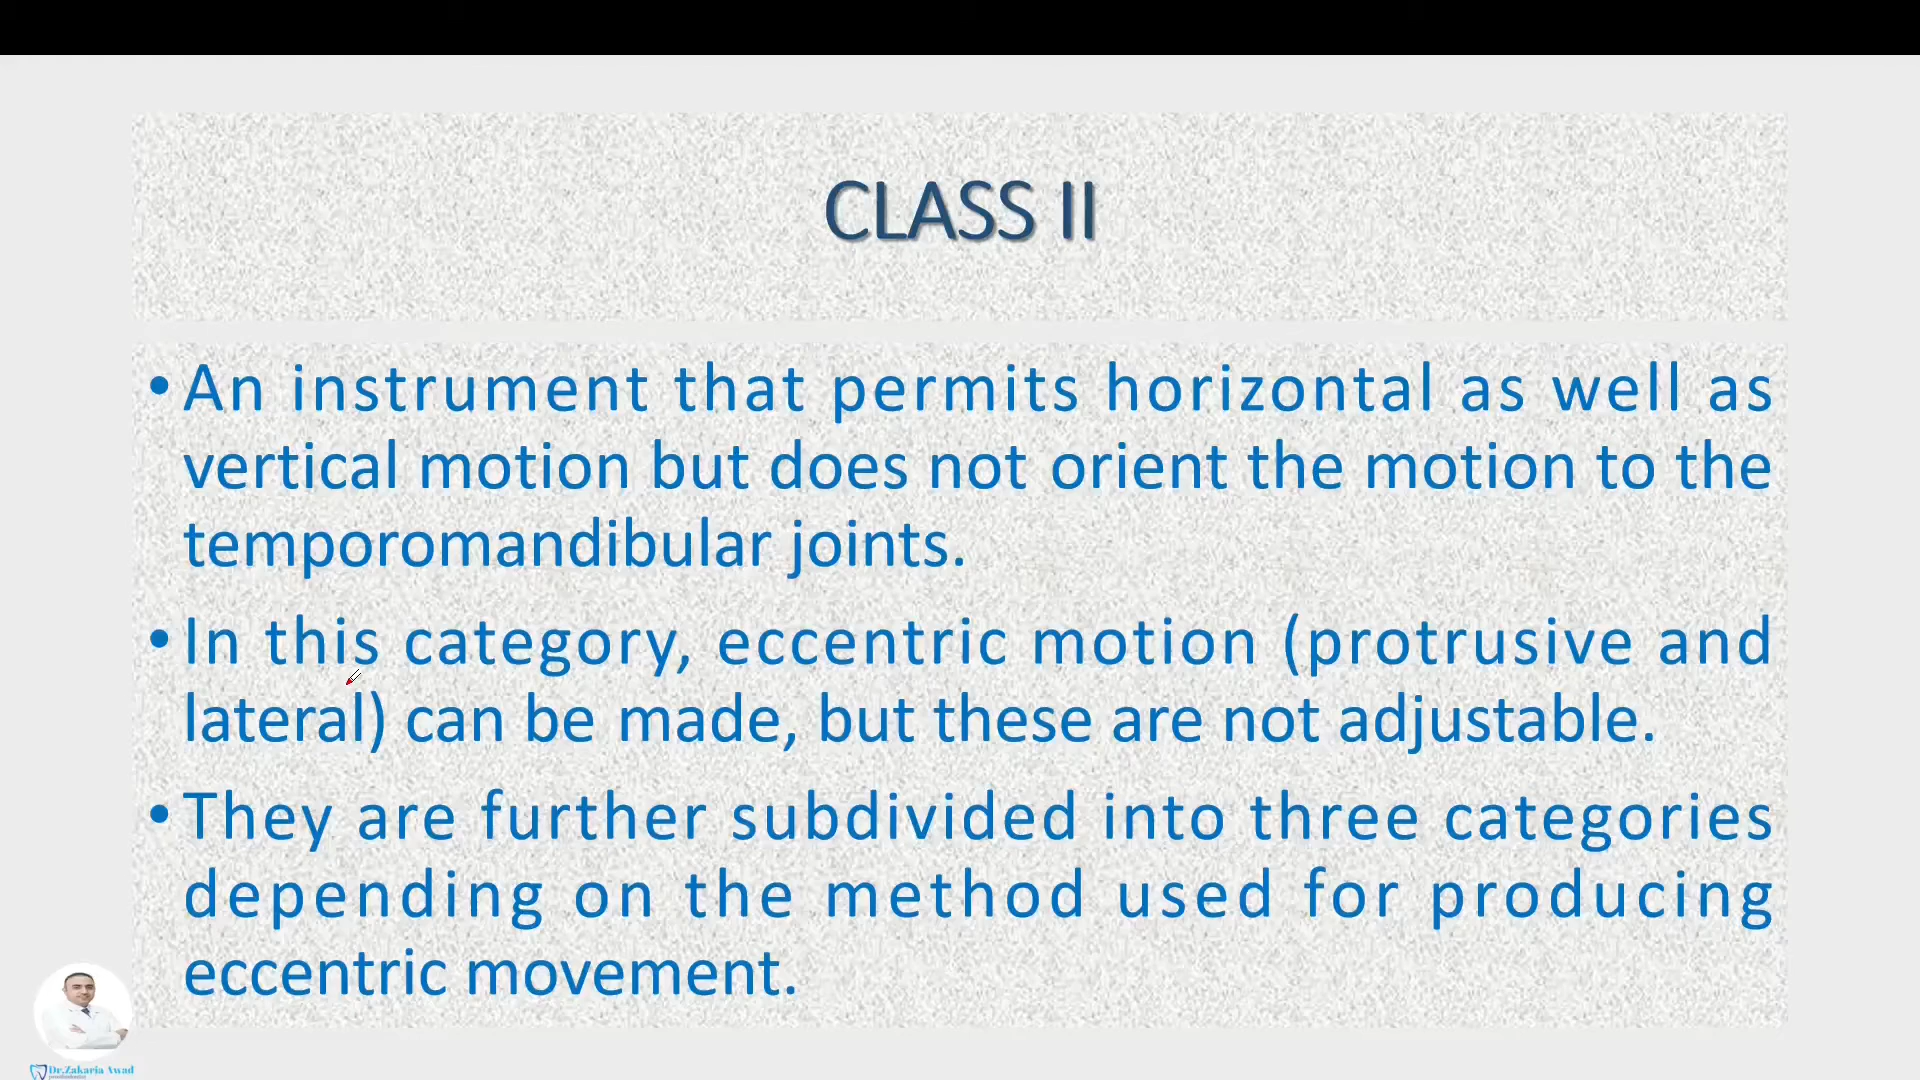 CLASS II
• An instrument that permits horizontal as well as
vertical motion but does not orient the motion to the
temporomandibular joints.
• In this category, eccentric motion (protrusive and
lateral) can be made, but these are not adjustable.
• They are further subdivided into three categories
depending on the method used for producing
eccentric movement.
Dr.Zakaria Awad